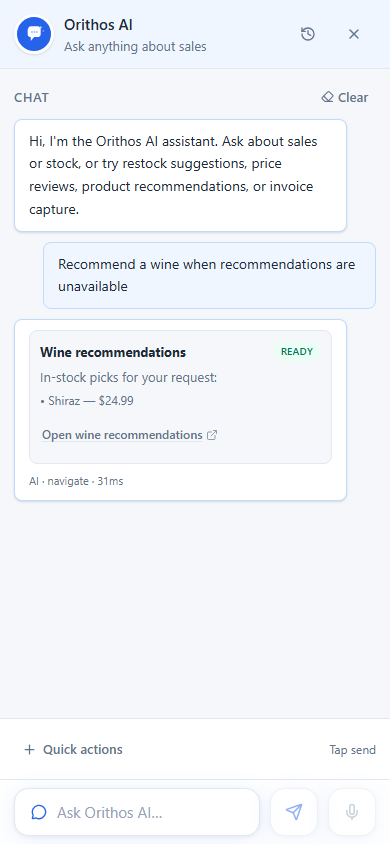 Orithos AI
Ask anything about sales
CHAT
Clear
Hi, I'm the Orithos AI assistant. Ask about sales
or stock, or try restock suggestions, price
reviews, product recommendations, or invoice
capture.
Recommend a wine when recommendations are
unavailable
Wine recommendations
READY
In-stock picks for your request:
• Shiraz — $24.99
Open wine recommendations
AI · navigate · 31ms
Quick actions
Tap send
Ask Orithos AI...